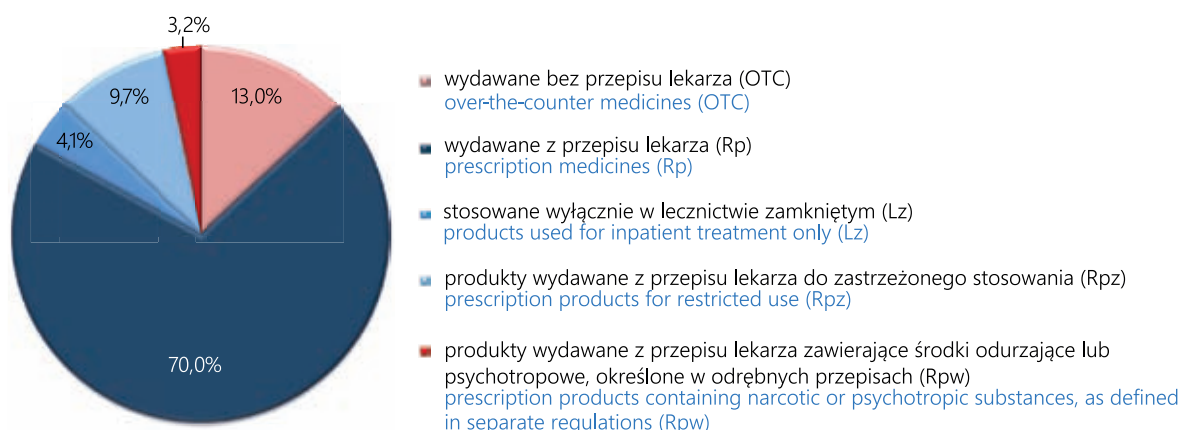 3,2%
9,7%
13,0%
4,1%
70,0%
wydawane bez przepisu lekarza (OTC)
over-the-counter medicines (OTC)
wydawane z przepisu lekarza (Rp)
prescription medicines (Rp)
stosowane wyłącznie w lecznictwie zamkniętym (Lz)
products used for inpatient treatment only (Lz)
produkty wydawane z przepisu lekarza do zastrzeżonego stosowania (Rpz)
prescription products for restricted use (Rpz)
produkty wydawane z przepisu lekarza zawierające środki odurzające lub
psychotropowe, określone w odrębnych przepisach (Rpw)
prescription products containing narcotic or psychotropic substances, as defined
in separate regulations (Rpw)